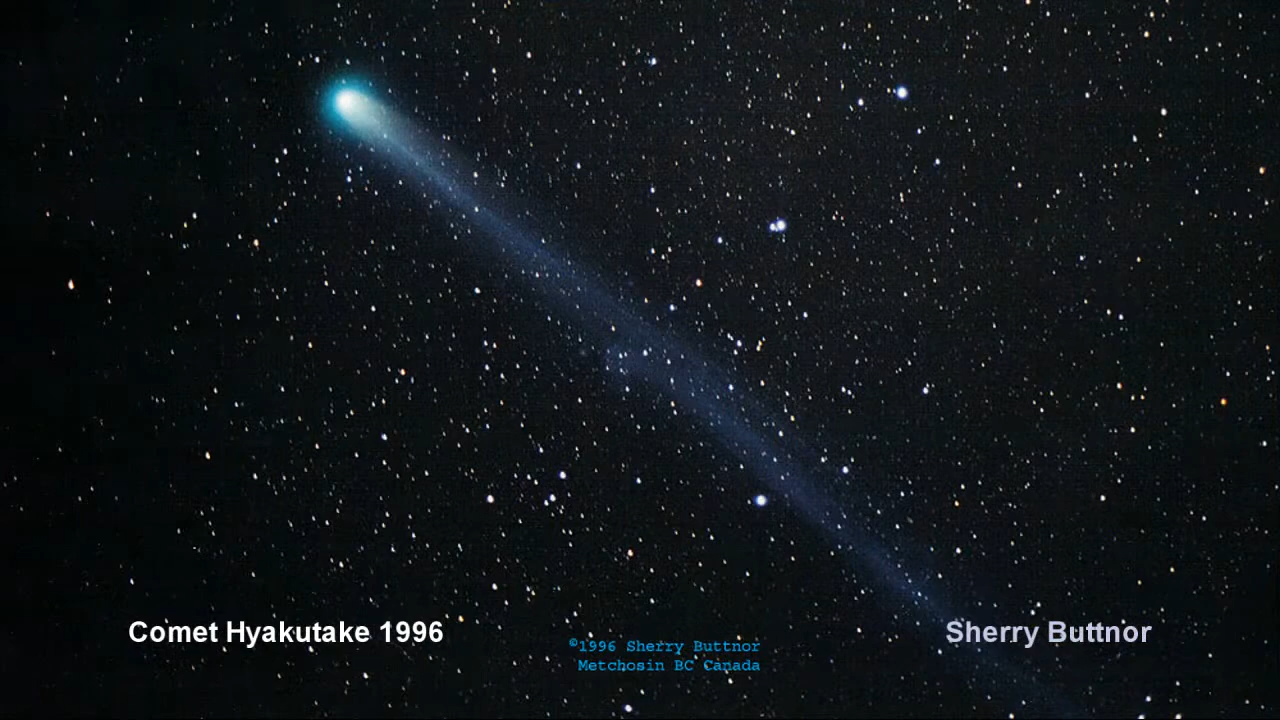 Comet Hyakutake 1996
©1996 Sherry Buttnor
Metchosin BC Canada
Sherry Buttnor